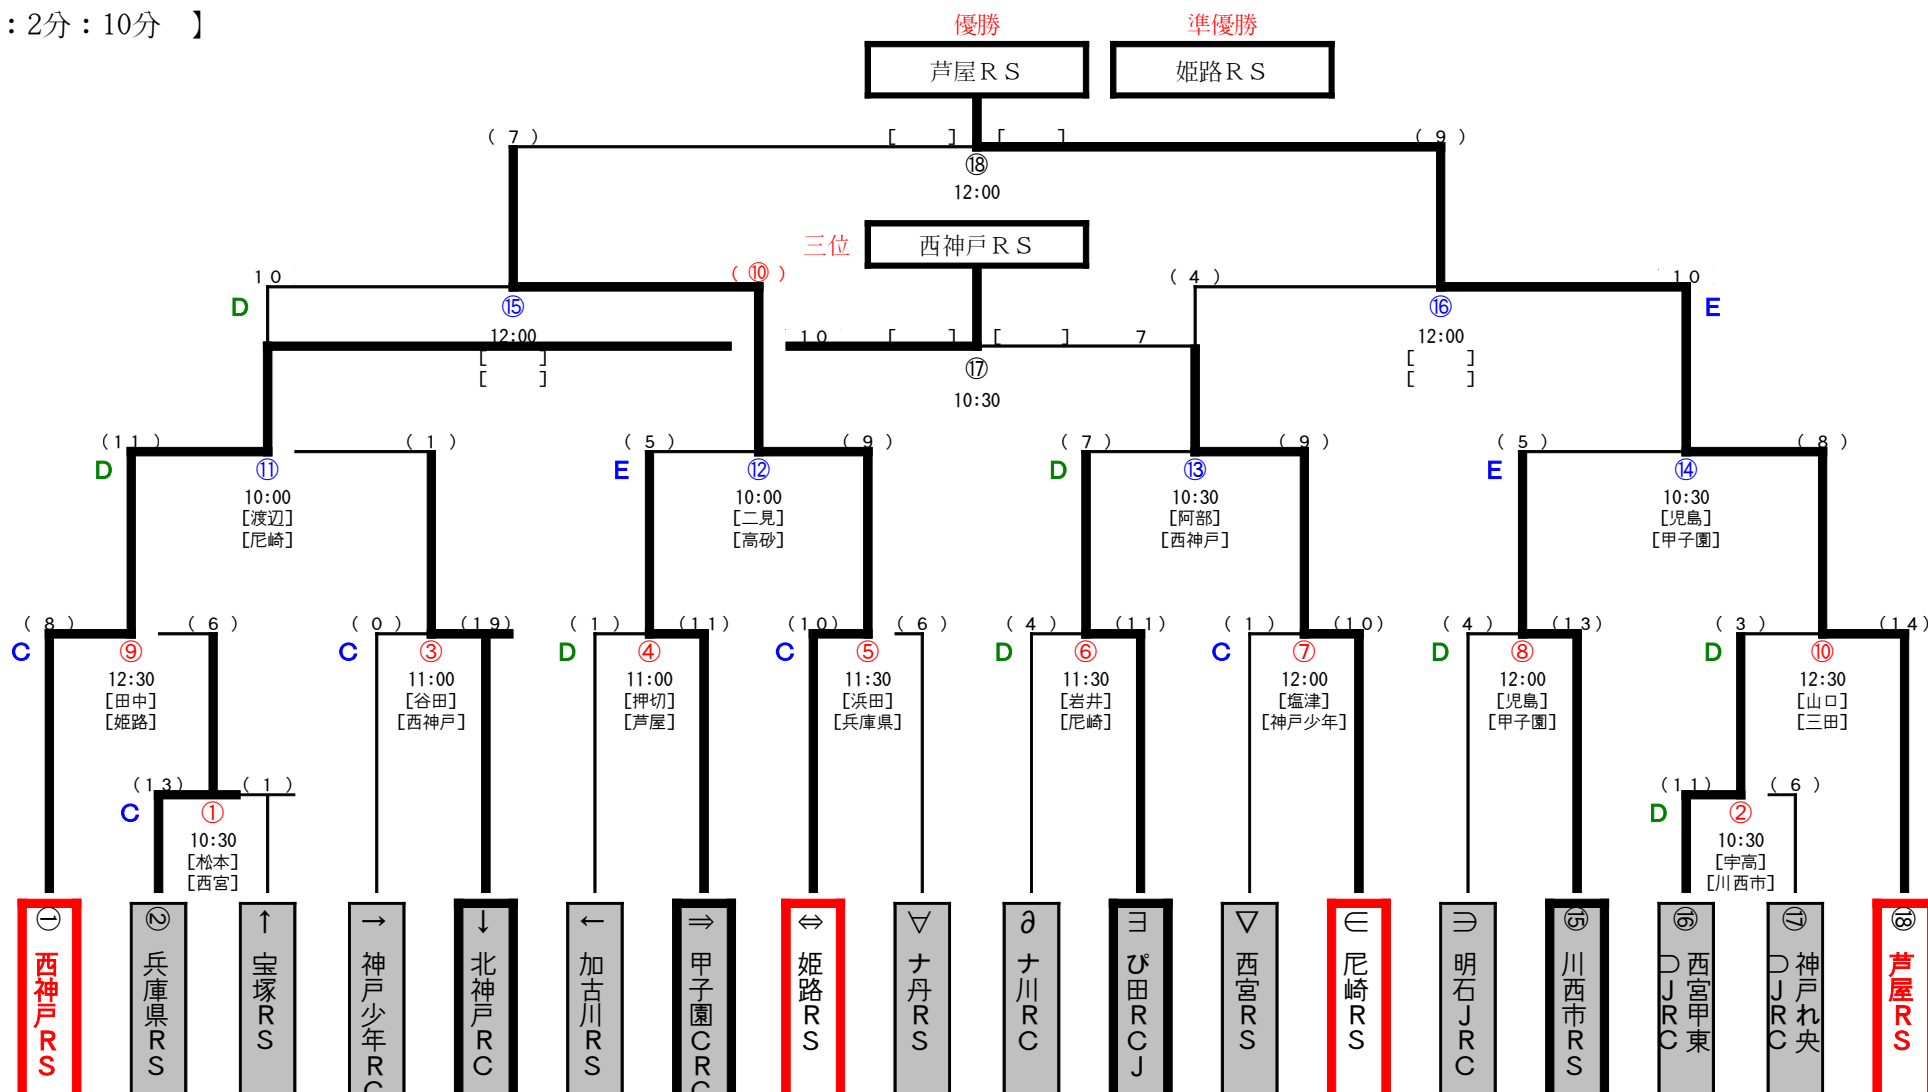 ：2分：10分　】
優勝　準優勝
芦屋ＲＳ　姫路ＲＳ
( 7 )　[　　]　[　　]　( 9 )
⑱
12:00
三位　西神戸ＲＳ
10　( ⑩ )　( 4 )　10
D　⑮　⑯　E
12:00　10　[　　]　[　　]　7　12:00
[　　]　[　　]
[　　]　⑰　[　　]
10:30
(11)　( 1 )　( 5 )　( 9 )　( 7 )　( 9 )　( 5 )　( 8 )
D　⑪　E　⑫　D　⑬　E　⑭
10:00　10:00　10:30　10:30
[渡辺]　[二見]　[阿部]　[児島]
[尼崎]　[高砂]　[西神戸]　[甲子園]
( 8 )　( 6 )　( 0 )　(19)　( 1 )　(11)　(10)　( 6 )　( 4 )　(11)　( 1 )　(10)　( 4 )　(13)　( 3 )　(14)
C　⑨　C　③　D　④　C　⑤　D　⑥　C　⑦　D　⑧　D　⑩
12:30　11:00　11:00　11:30　11:30　12:00　12:00　12:30
[田中]　[谷田]　[押切]　[浜田]　[岩井]　[塩津]　[児島]　[山口]
[姫路]　[西神戸]　[芦屋]　[兵庫県]　[尼崎]　[神戸少年]　[甲子園]　[三田]
(13)　( 1 )　(11)　( 6 )
C　①　D　②
10:30　10:30
[松本]　[宇高]
[西宮]　[川西市]
① 西神戸RS
② 兵庫県RS
↑ 宝塚RS
→ 神戸少年RC
↓ 北神戸RC
← 加古川RS
⇒ 甲子園CRC
⇔ 姫路RS
∀ ナ丹RS
∂ ナ川RC
∃ ぴ田RCJ
▽ 西宮RS
∈ 尼崎RS
∋ 明石JRC
⑮ 川西市RS
⑯ 西宮甲東
⊃JRC
⑰ 神戸れ央
⊃JRC
⑱ 芦屋RS